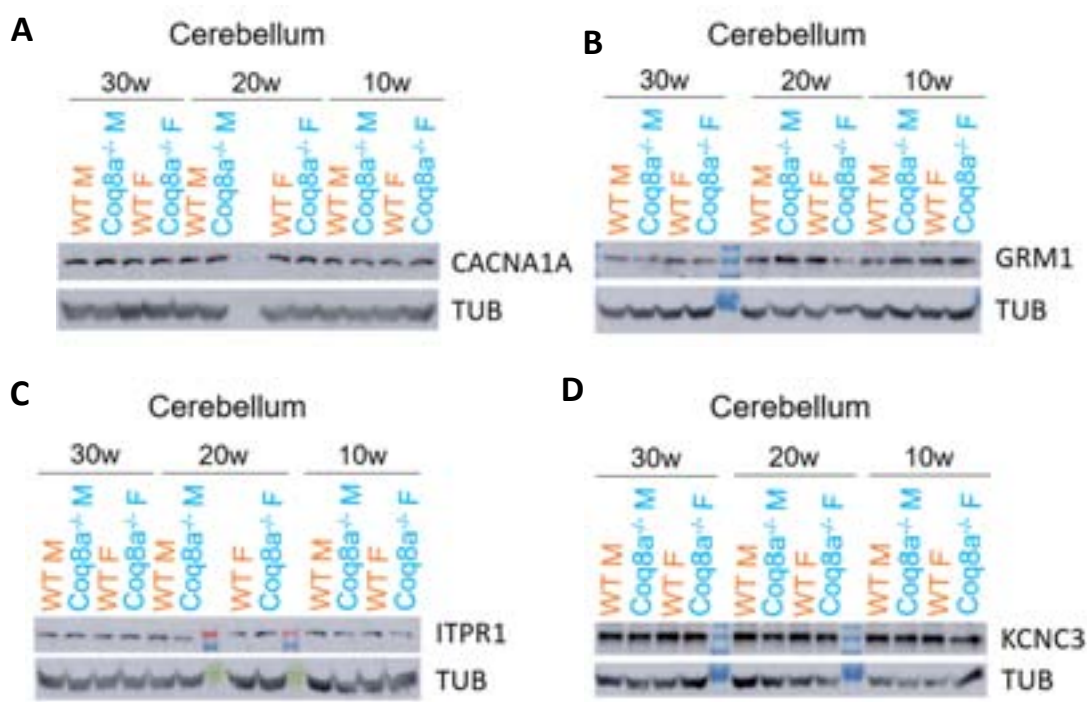 A
Cerebellum
30w 20w 10w
WT M Coq8a-/- M WT F Coq8a-/- F WT M Coq8a-/- M WT F Coq8a-/- F WT M Coq8a-/- M WT F Coq8a-/- F
CACNA1A
TUB
B
Cerebellum
30w 20w 10w
WT M Coq8a-/- M WT F Coq8a-/- F WT M Coq8a-/- M WT F Coq8a-/- F WT M Coq8a-/- M WT F Coq8a-/- F
GRM1
TUB
C
Cerebellum
30w 20w 10w
WT M Coq8a-/- M WT F Coq8a-/- F WT M Coq8a-/- M WT F Coq8a-/- F WT M Coq8a-/- M WT F Coq8a-/- F
ITPR1
TUB
D
Cerebellum
30w 20w 10w
WT M Coq8a-/- M WT F Coq8a-/- F WT M Coq8a-/- M WT F Coq8a-/- F WT M Coq8a-/- M WT F Coq8a-/- F
KCNC3
TUB